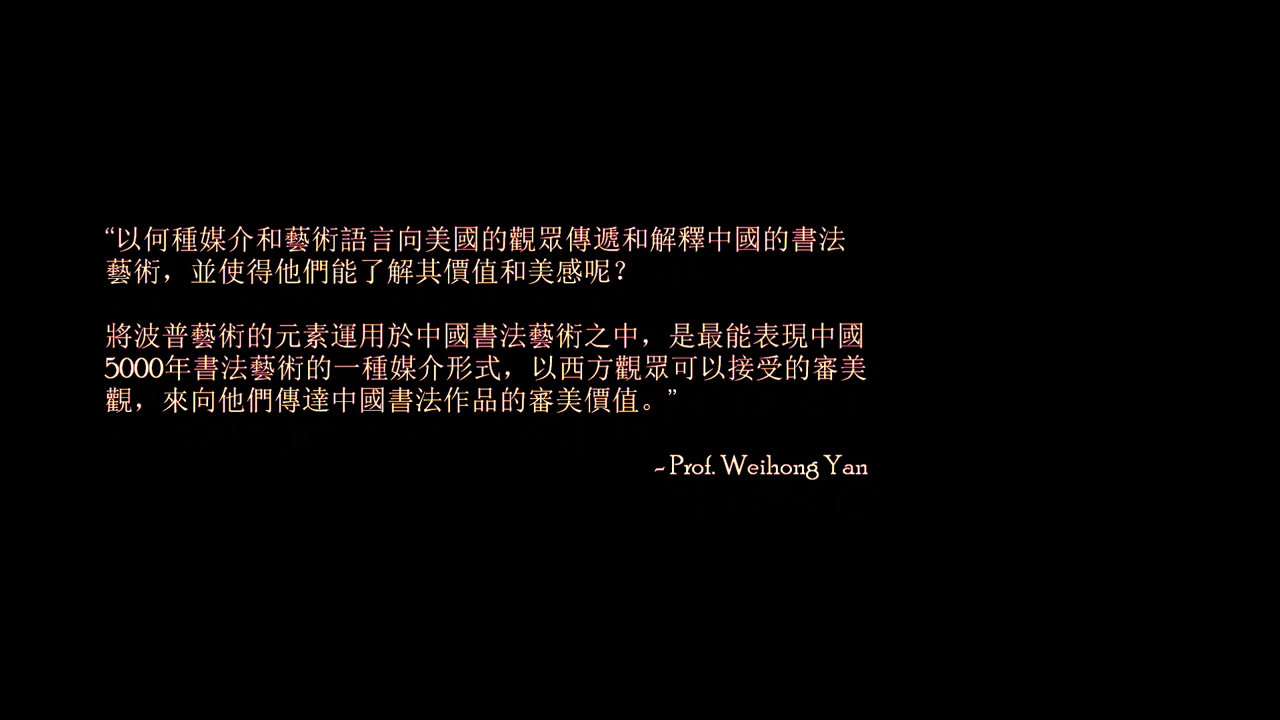 “以何種媒介和藝術語言向美國的觀眾傳遞和解釋中國的書法
藝術，並使得他們能了解其價值和美感呢？
將波普藝術的元素運用於中國書法藝術之中，是最能表現中國
5000年書法藝術的一種媒介形式，以西方觀眾可以接受的審美
觀，來向他們傳達中國書法作品的審美價值。”
- Prof. Weihong Yan